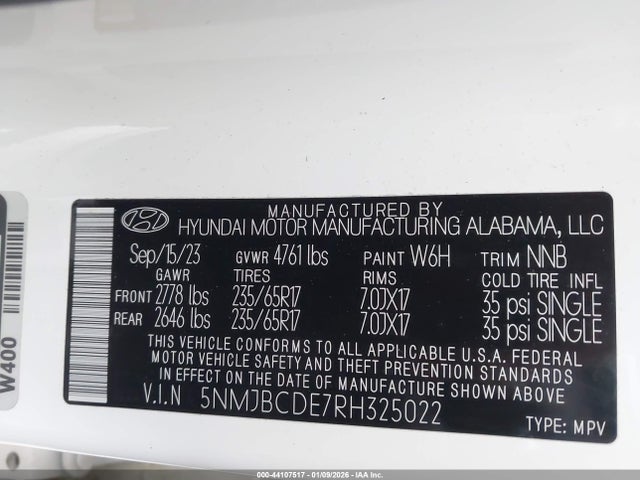 MANUFACTURED BY
HYUNDAI MOTOR MANUFACTURING ALABAMA, LLC
Sep/15/23 GVWR 4761 lbs PAINT W6H TRIM NNB
GAWR TIRES RIMS COLD TIRE INFL
FRONT 2778 lbs 235/65R17 7.0JX17 35 psi SINGLE
REAR 2646 lbs 235/65R17 7.0JX17 35 psi SINGLE
THIS VEHICLE CONFORMS TO ALL APPLICABLE U.S.A. FEDERAL
MOTOR VEHICLE SAFETY AND THEFT PREVENTION STANDARDS
IN EFFECT ON THE DATE OF MANUFACTURE SHOWN ABOVE
V.I.N 5NMJBCDE7RH325022
TYPE: MPV
W400
000-44107517 - 01/09/2026 - IAAI, Inc.